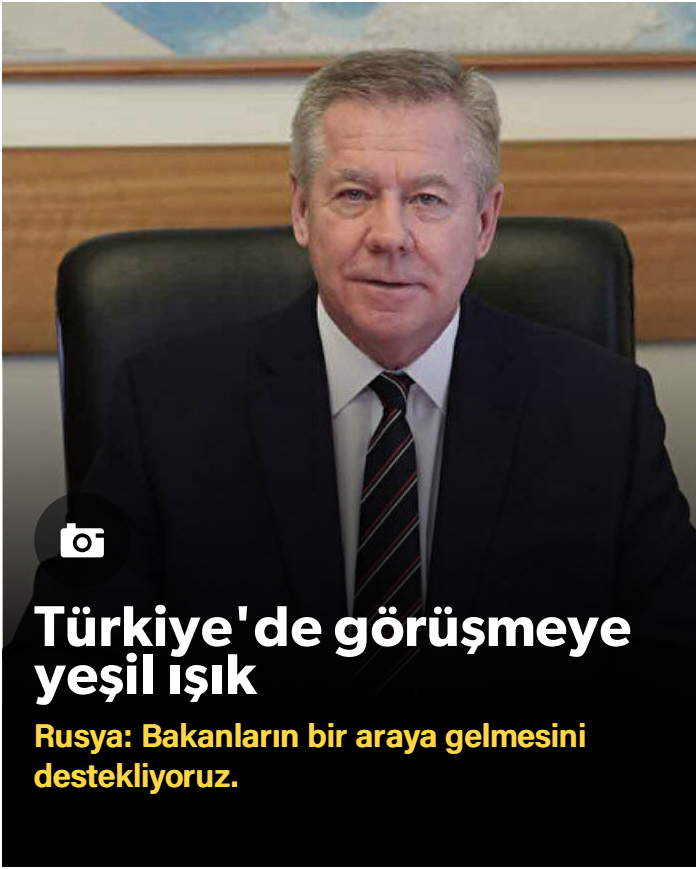 Türkiye'de görüşmeye
yeşil ışık
Rusya: Bakanların bir araya gelmesini
destekliyoruz.